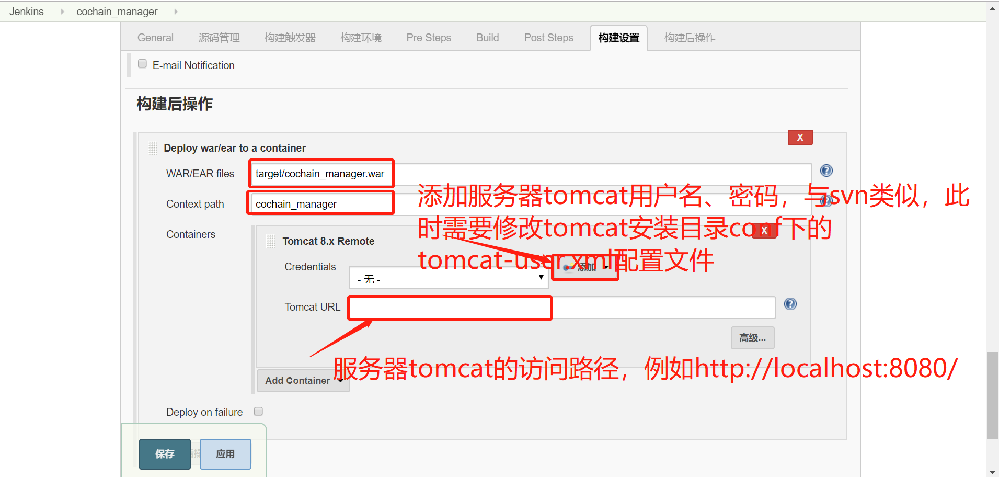 Jenkins cochain_manager
General 源码管理 构建触发器 构建环境 Pre Steps Build Post Steps 构建设置 构建后操作
E-mail Notification
构建后操作
X
Deploy war/ear to a container
WAR/EAR files target/cochain_manager.war
Context path cochain_manager
添加服务器tomcat用户名、密码，与svn类似，此
时需要修改tomcat安装目录conf下的
tomcat-user.xml配置文件
Containers
X
Tomcat 8.x Remote
Credentials
- 无 -
添加
Tomcat URL
高级...
服务器tomcat的访问路径，例如http://localhost:8080/
Add Container
Deploy on failure
保存 应用